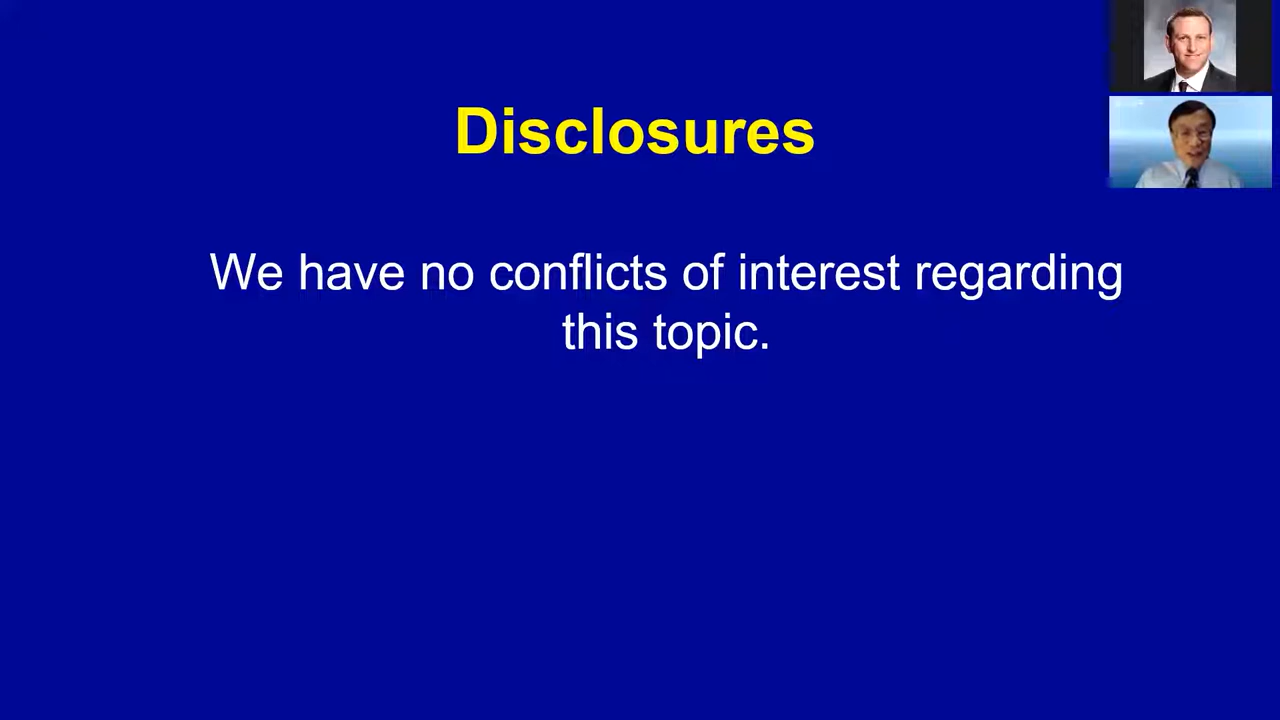 Disclosures
We have no conflicts of interest regarding
this topic.